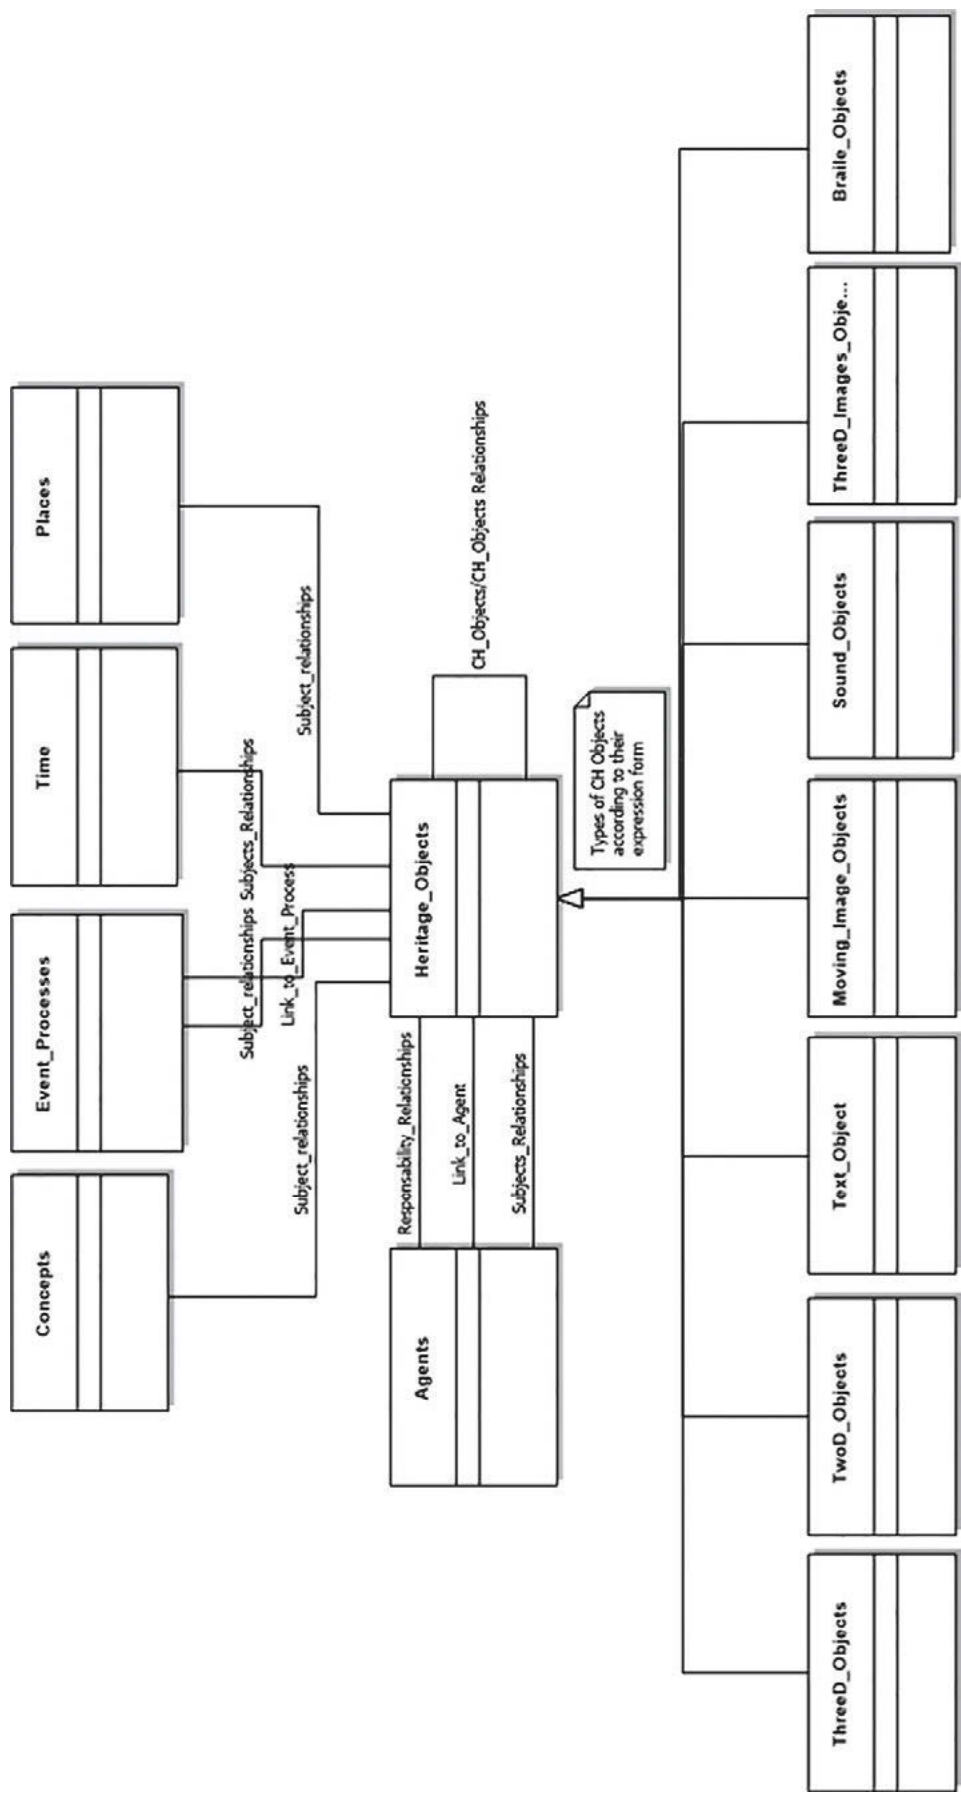 Concepts
Event_Processes
Time
Places
Subject_relationships
Subject_relationships
Link_to_Event_Process
Subjects_Relationships
Subject_relationships
Agents
Responsability_Relationships
Link_to_Agent
Subjects_Relationships
Heritage_Objects
CH_Objects/CH_Objects Relationships
Types of CH Objects
according to their
expression form
ThreeD_Objects
TwoD_Objects
Text_Object
Moving_Image_Objects
Sound_Objects
ThreeD_Images_Obje...
Braile_Objects